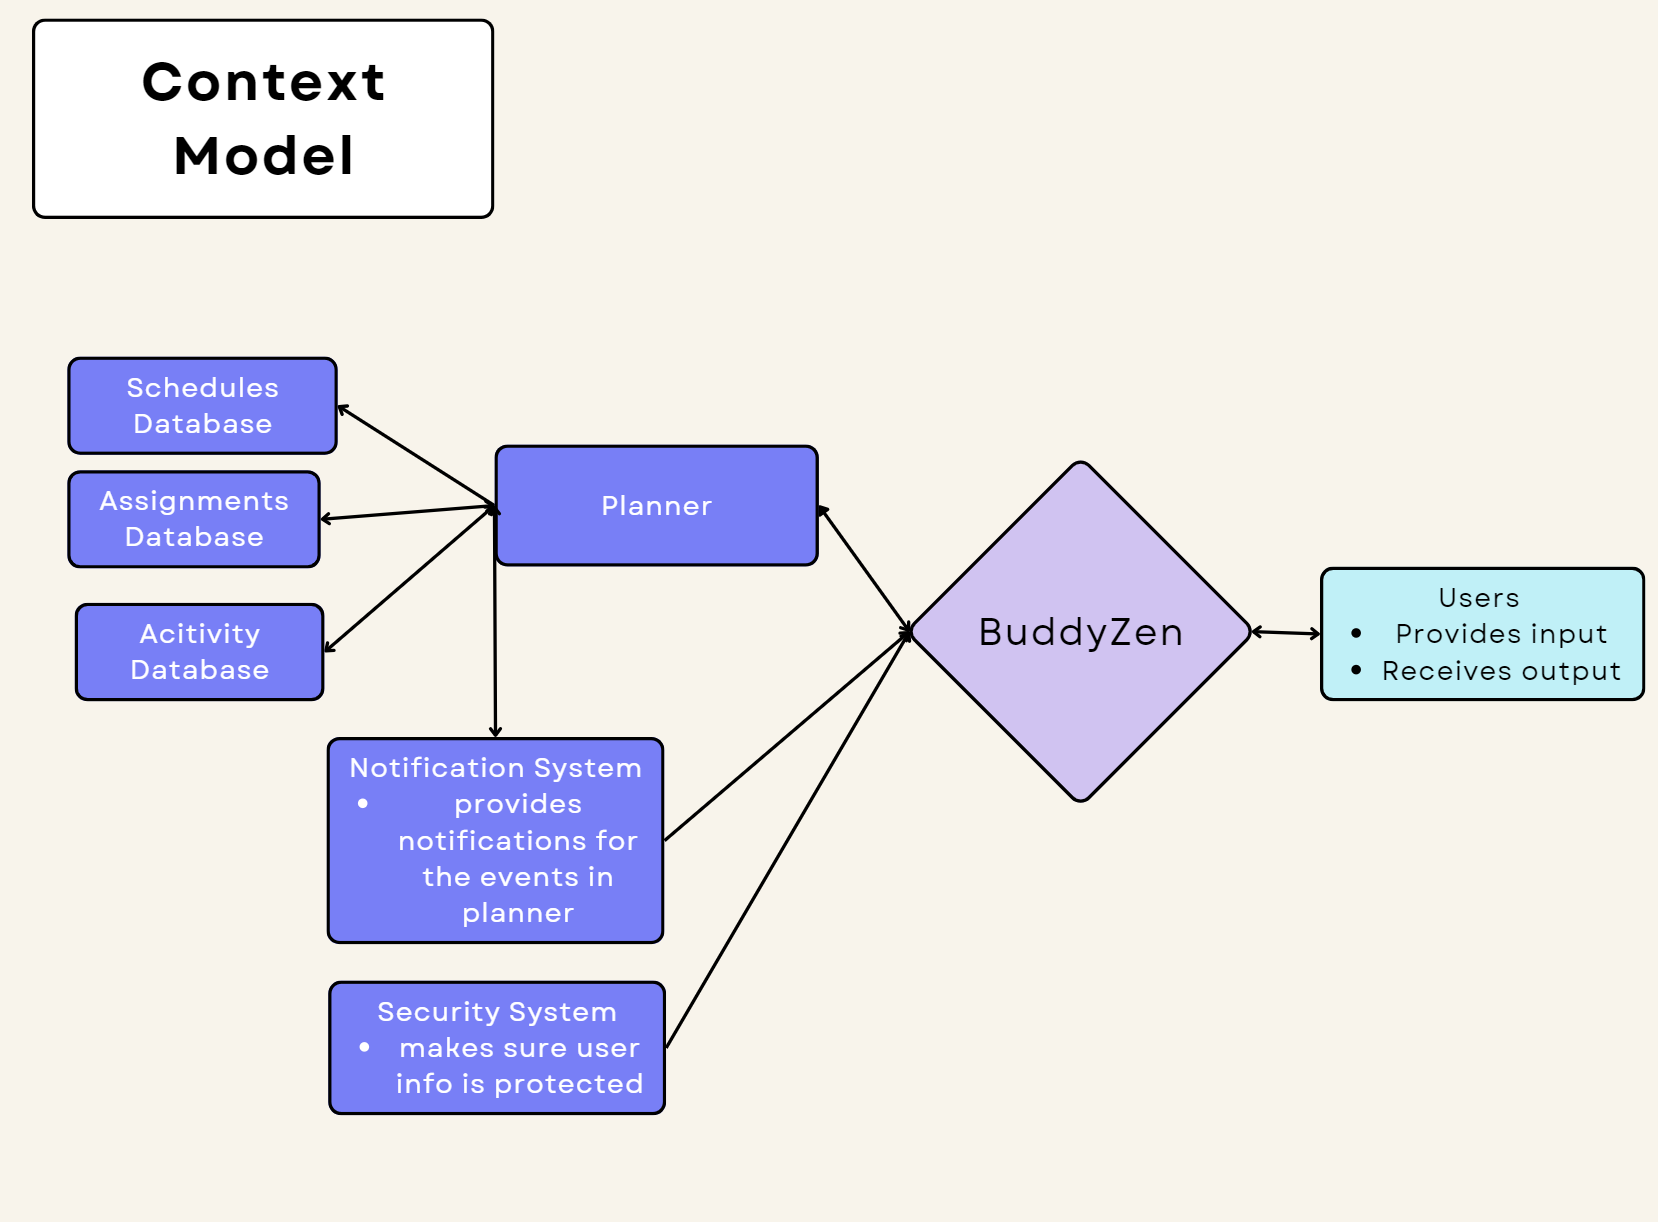 Context
Model
Schedules
Database
Assignments
Database
Acitivity
Database
Planner
Notification System
• provides
notifications for
the events in
planner
Security System
• makes sure user
info is protected
BuddyZen
Users
• Provides input
• Receives output